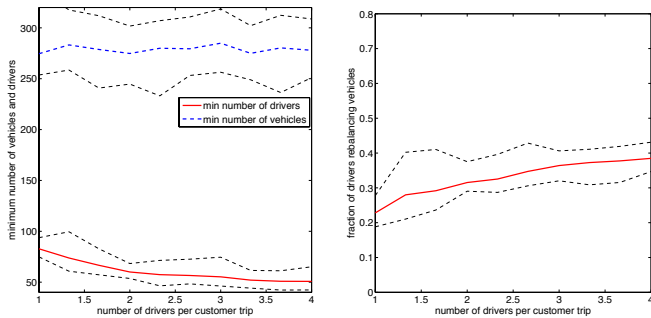 minimum number of vehicles and drivers
300
250
200
150
100
50
min number of drivers
min number of vehicles
1 1.5 2 2.5 3 3.5 4
number of drivers per customer trip
fraction of drivers rebalancing vehicles
0.8
0.7
0.6
0.5
0.4
0.3
0.2
0.1
0
1 1.5 2 2.5 3 3.5 4
number of drivers per customer trip